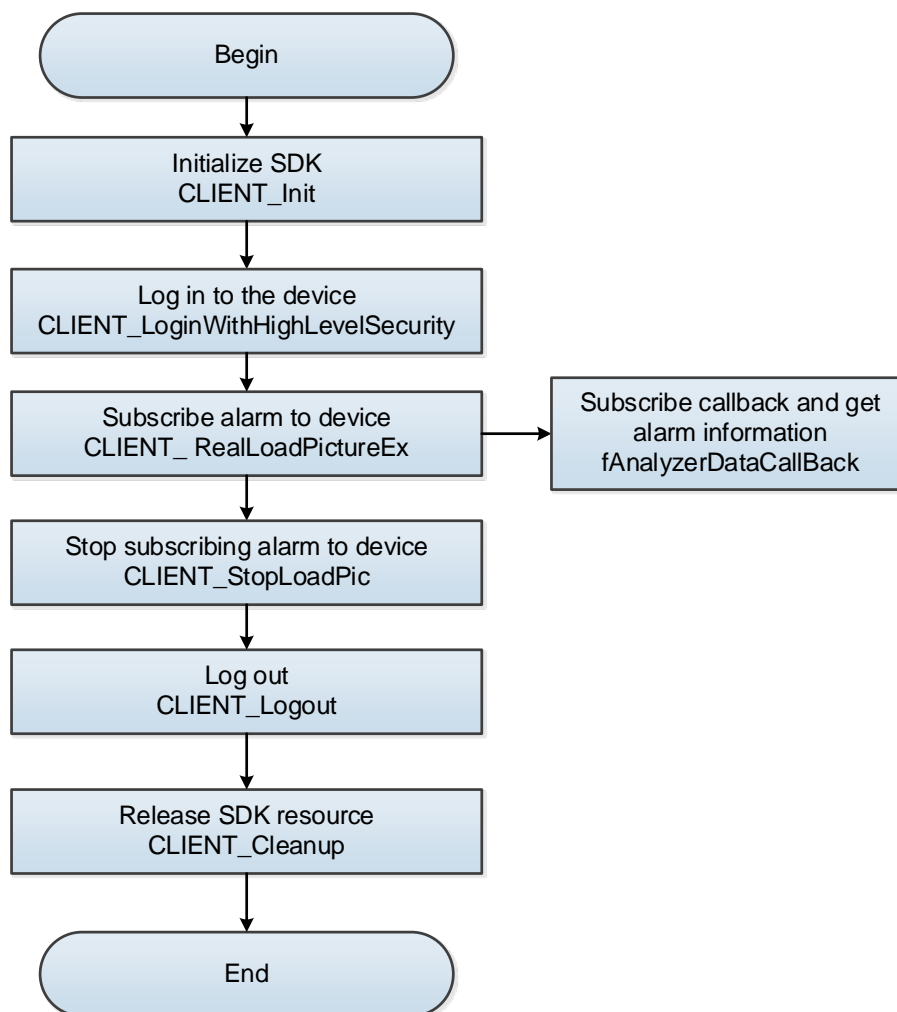 Begin
Initialize SDK
CLIENT_Init
Log in to the device
CLIENT_LoginWithHighLevelSecurity
Subscribe alarm to device
CLIENT_ RealLoadPictureEx
Subscribe callback and get
alarm information
fAnalyzerDataCallBack
Stop subscribing alarm to device
CLIENT_StopLoadPic
Log out
CLIENT_Logout
Release SDK resource
CLIENT_Cleanup
End